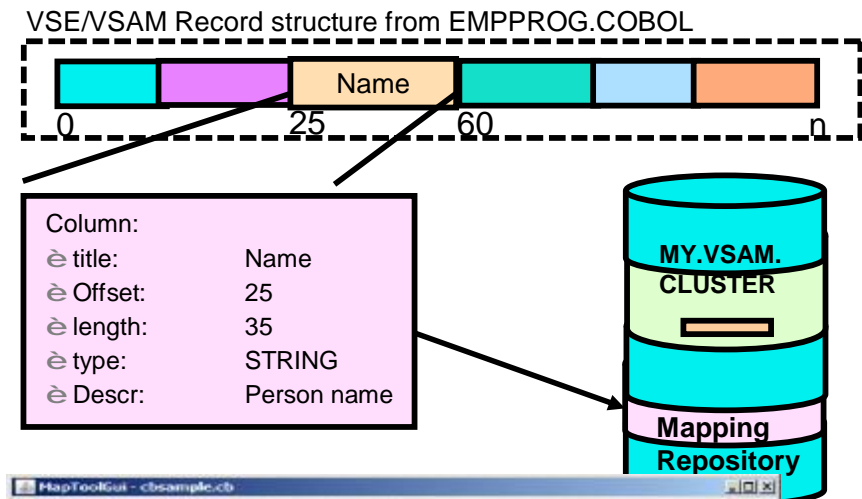 VSE/VSAM Record structure from EMPPROG.COBOL
Name
0 25 60 n
Column:
è title: Name
è Offset: 25
è length: 35
è type: STRING
è Descr: Person name
MY.VSAM.
CLUSTER
Mapping
Repository
MapToolGui - cbsample.cb